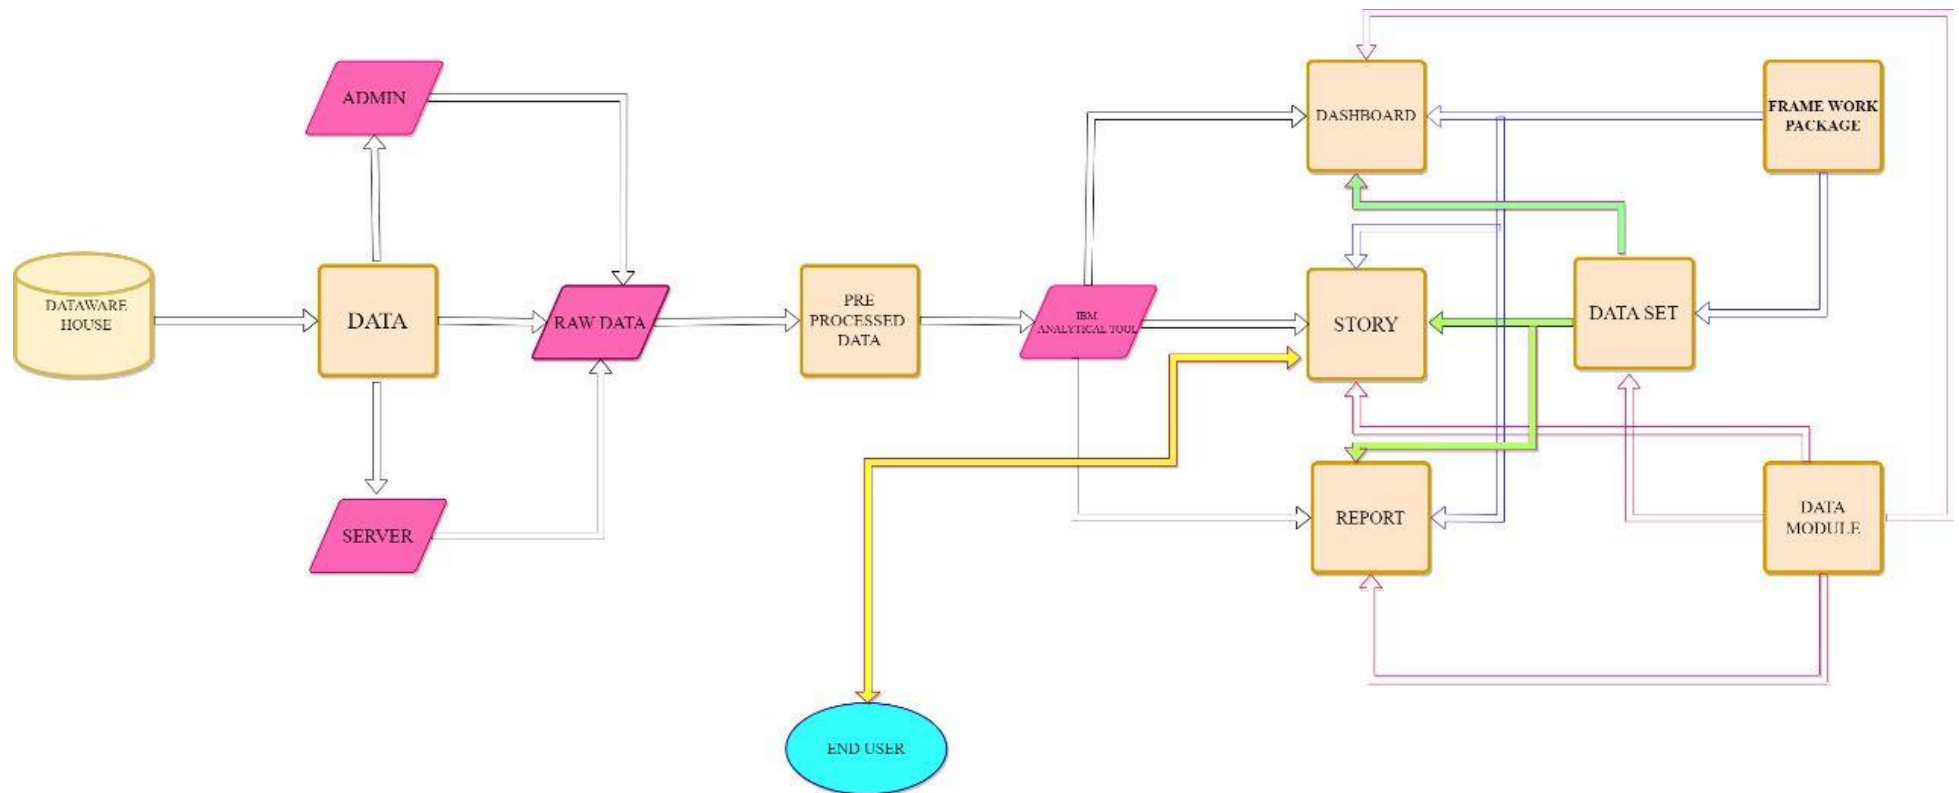 ADMIN
DASHBOARD
FRAME WORK
PACKAGE
DATAWARE
HOUSE
DATA
RAW DATA
PRE
PROCESSED
DATA
IBM
ANALYTICAL TOOL
STORY
DATA SET
SERVER
REPORT
DATA
MODULE
END USER